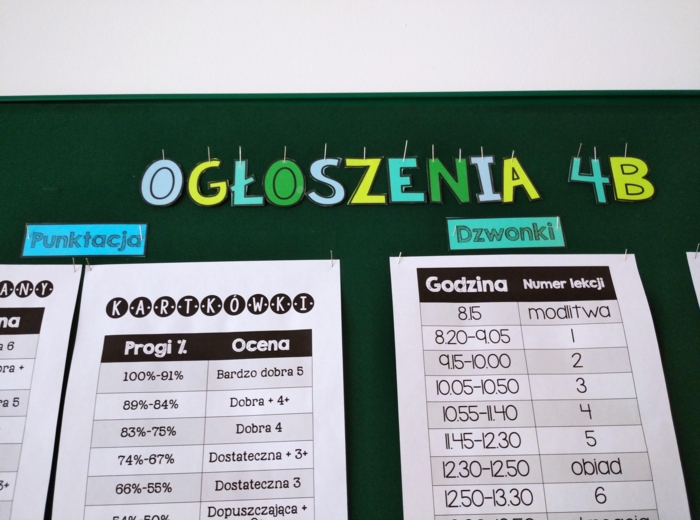 OGŁOSZENIA 4B
Punktacja
Dzwonki
KARTKÓWKI
Progi % Ocena
100%-91% Bardzo dobra 5
89%-84% Dobra + 4+
83%-75% Dobra 4
74%-67% Dostateczna + 3+
66%-55% Dostateczna 3
54%-50% Dopuszczająca +
Godzina Numer lekcji
8.15 modlitwa
8.20-9.05 1
9.15-10.00 2
10.05-10.50 3
10.55-11.40 4
11.45-12.30 5
12.30-12.50 obiad
12.50-13.30 6